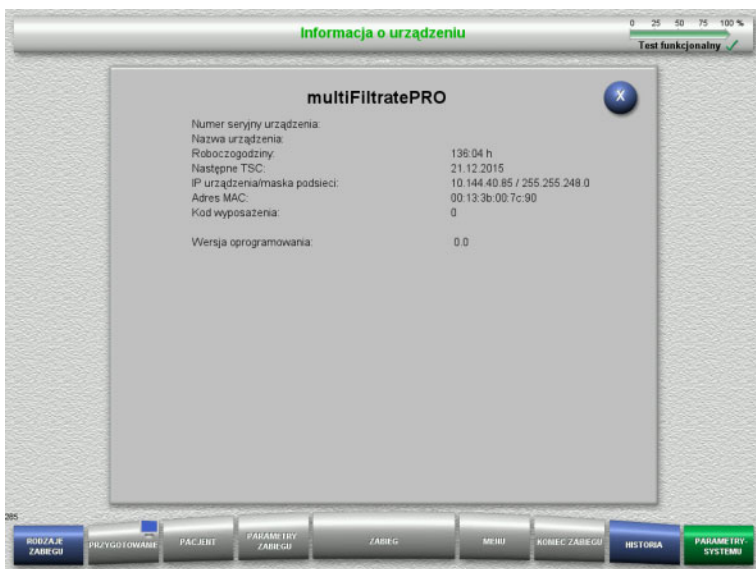 Informacja o urządzeniu
0 25 50 75 100 %
Test funkcjonalny
multiFiltratePRO
X
Numer seryjny urządzenia:
Nazwa urządzenia:
Roboczogodziny: 136:04 h
Następne TSC: 21.12.2015
IP urządzenia/maska podsieci: 10.144.40.85 / 255.255.248.0
Adres MAC: 00:13:3b:00:7c:90
Kod wyposażenia: 0
Wersja oprogramowania: 0.0
285
RODZAJE ZABIEGU
PRZYGOTOWANIE
PACJENT
PARAMETRY ZABIEGU
ZABIEG
MENU
KONIEC ZABIEGU
HISTORIA
PARAMETRY-SYSTEMU